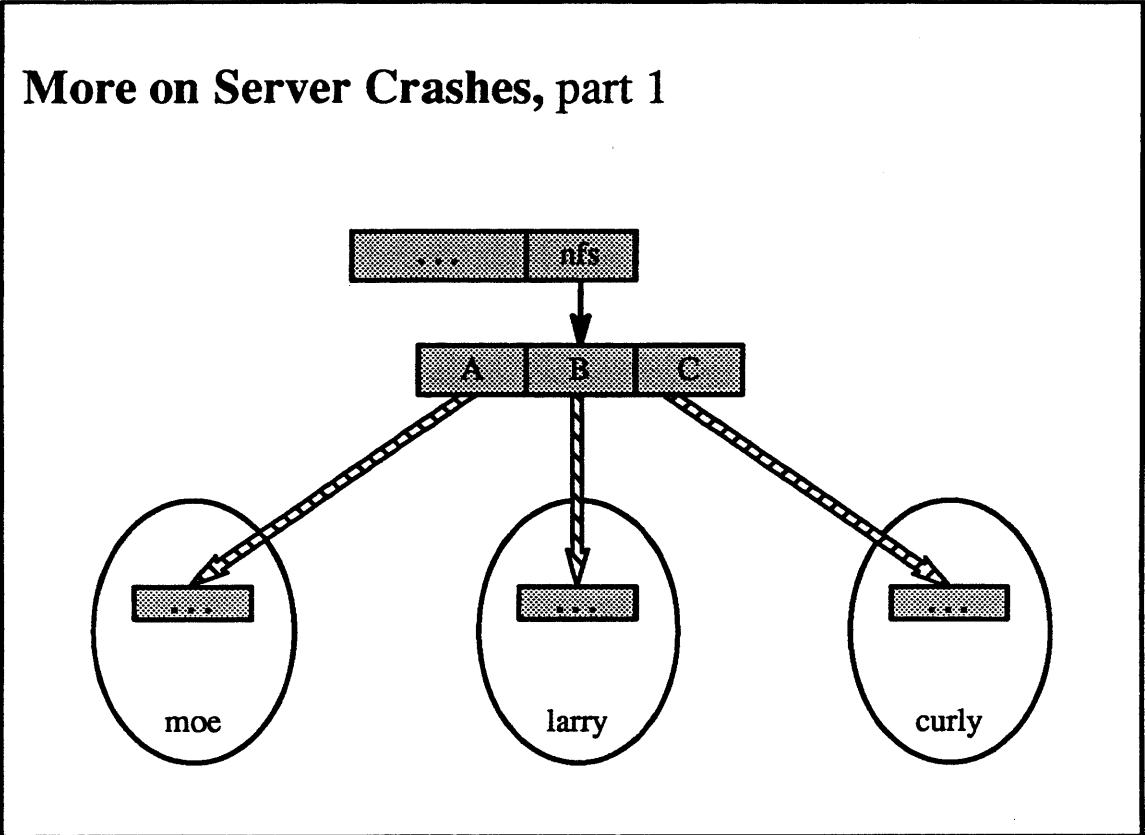 More on Server Crashes, part 1
... nfs
A B C
... ... ...
moe larry curly